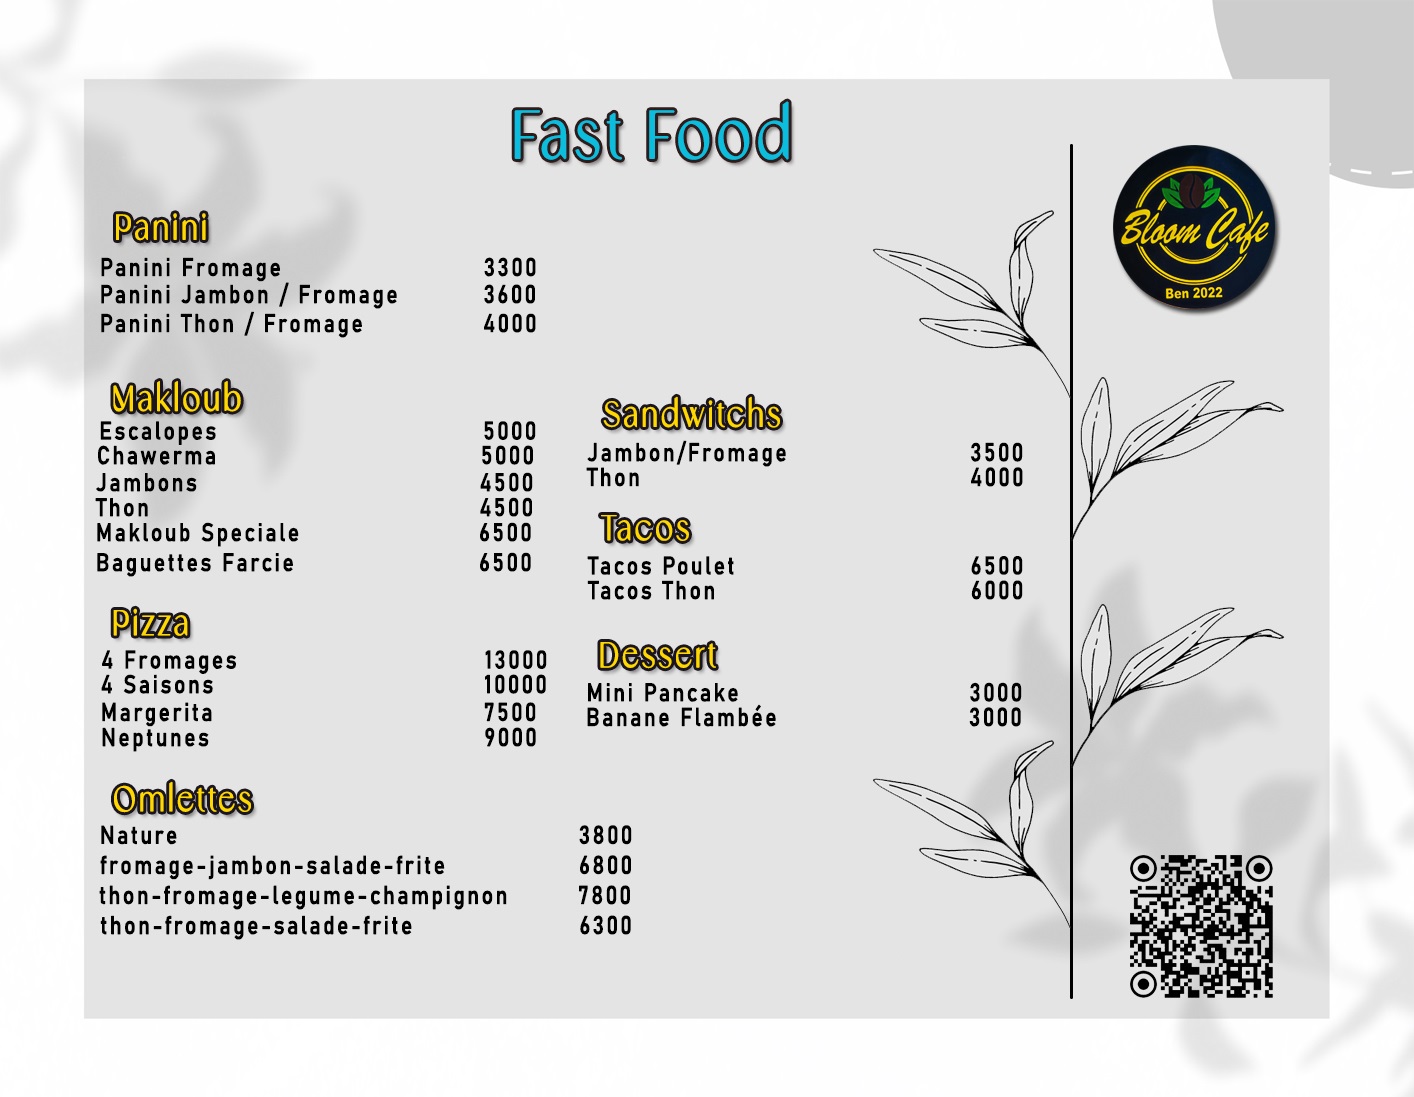 Fast Food
Panini
Panini Fromage 3300
Panini Jambon / Fromage 3600
Panini Thon / Fromage 4000
Makloub
Escalopes 5000
Chawerma 5000
Jambons 4500
Thon 4500
Makloub Speciale 6500
Baguettes Farcie 6500
Pizza
4 Fromages 13000
4 Saisons 10000
Margerita 7500
Neptunes 9000
Omlettes
Nature 3800
fromage-jambon-salade-frite 6800
thon-fromage-legume-champignon 7800
thon-fromage-salade-frite 6300
Sandwitchs
Jambon/Fromage 3500
Thon 4000
Tacos
Tacos Poulet 6500
Tacos Thon 6000
Dessert
Mini Pancake 3000
Banane Flambée 3000
Bloom Cafe
Ben 2022